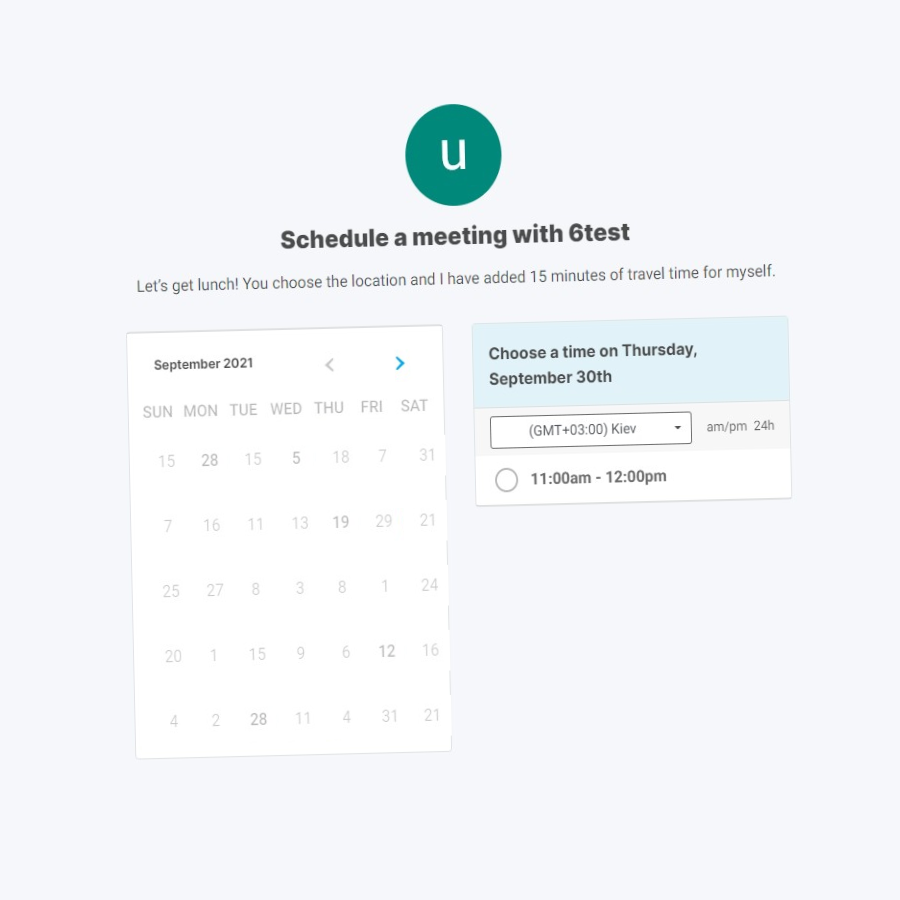 u
Schedule a meeting with 6test
Let's get lunch! You choose the location and I have added 15 minutes of travel time for myself.
September 2021
SUN MON TUE WED THU FRI SAT
15 28 15 5 18 7 31
7 16 11 13 19 29 21
25 27 8 3 8 1 24
20 1 15 9 6 12 16
4 2 28 11 4 31 21
Choose a time on Thursday,
September 30th
(GMT+03:00) Kiev am/pm 24h
11:00am - 12:00pm